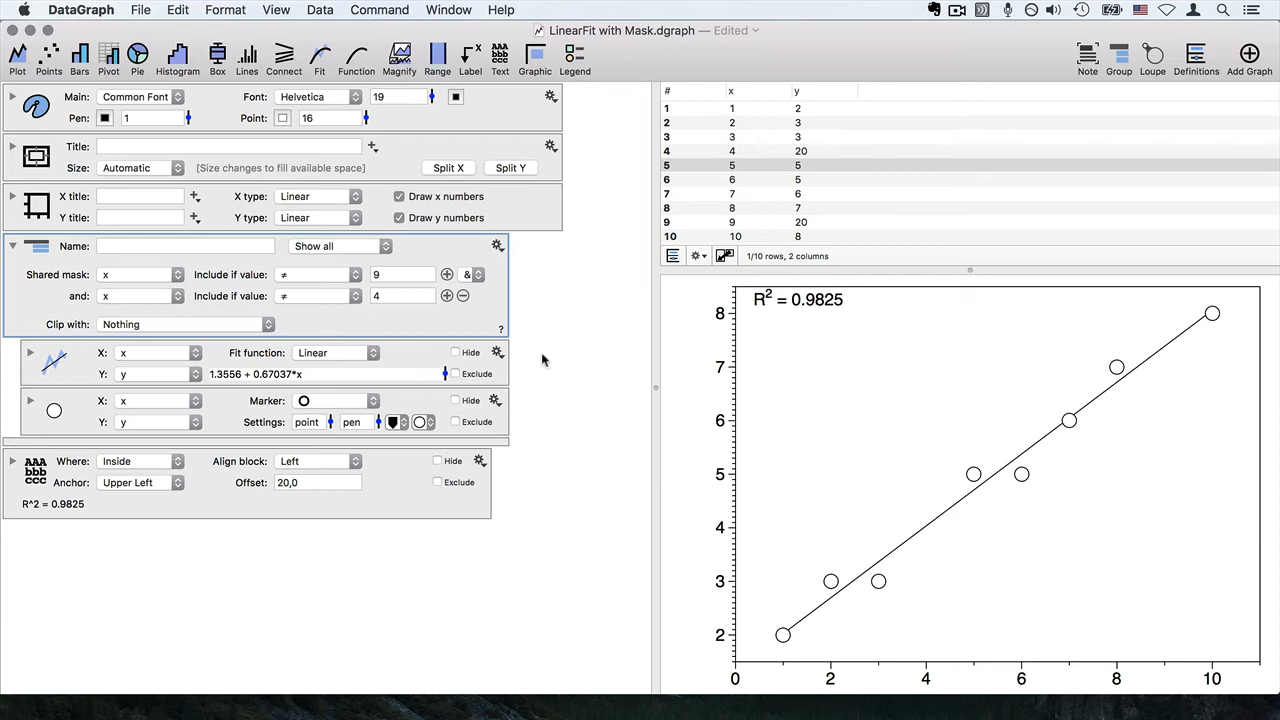 DataGraph File Edit Format View Data Command Window Help
LinearFit with Mask.dgraph — Edited
Plot Points Bars Pivot Pie Histogram Box Lines Connect Fit Function Magnify Range Label Text Graphic Legend Note Group Loupe Definitions Add Graph
AAA
bbb
ccc
Main: Common Font Font: Helvetica 19
Pen: 1 Point: 16
Title:
Size: Automatic [Size changes to fill available space] Split X Split Y
X title: X type: Linear Draw x numbers
Y title: Y type: Linear Draw y numbers
Name: Show all
Shared mask: x Include if value: ≠ 9 &
and: x Include if value: ≠ 4
Clip with: Nothing ?
X: x Fit function: Linear Hide
Y: y 1.3556 + 0.67037*x Exclude
X: x Marker: Hide
Y: y Settings: point pen Exclude
AAA
bbb
ccc
Where: Inside Align block: Left Hide
Anchor: Upper Left Offset: 20,0 Exclude
R^2 = 0.9825
# x y
1 1 2
2 2 3
3 3 3
4 4 20
5 5 5
6 6 5
7 7 6
8 8 7
9 9 20
10 10 8
1/10 rows, 2 columns
R² = 0.9825
8
7
6
5
4
3
2
0 2 4 6 8 10